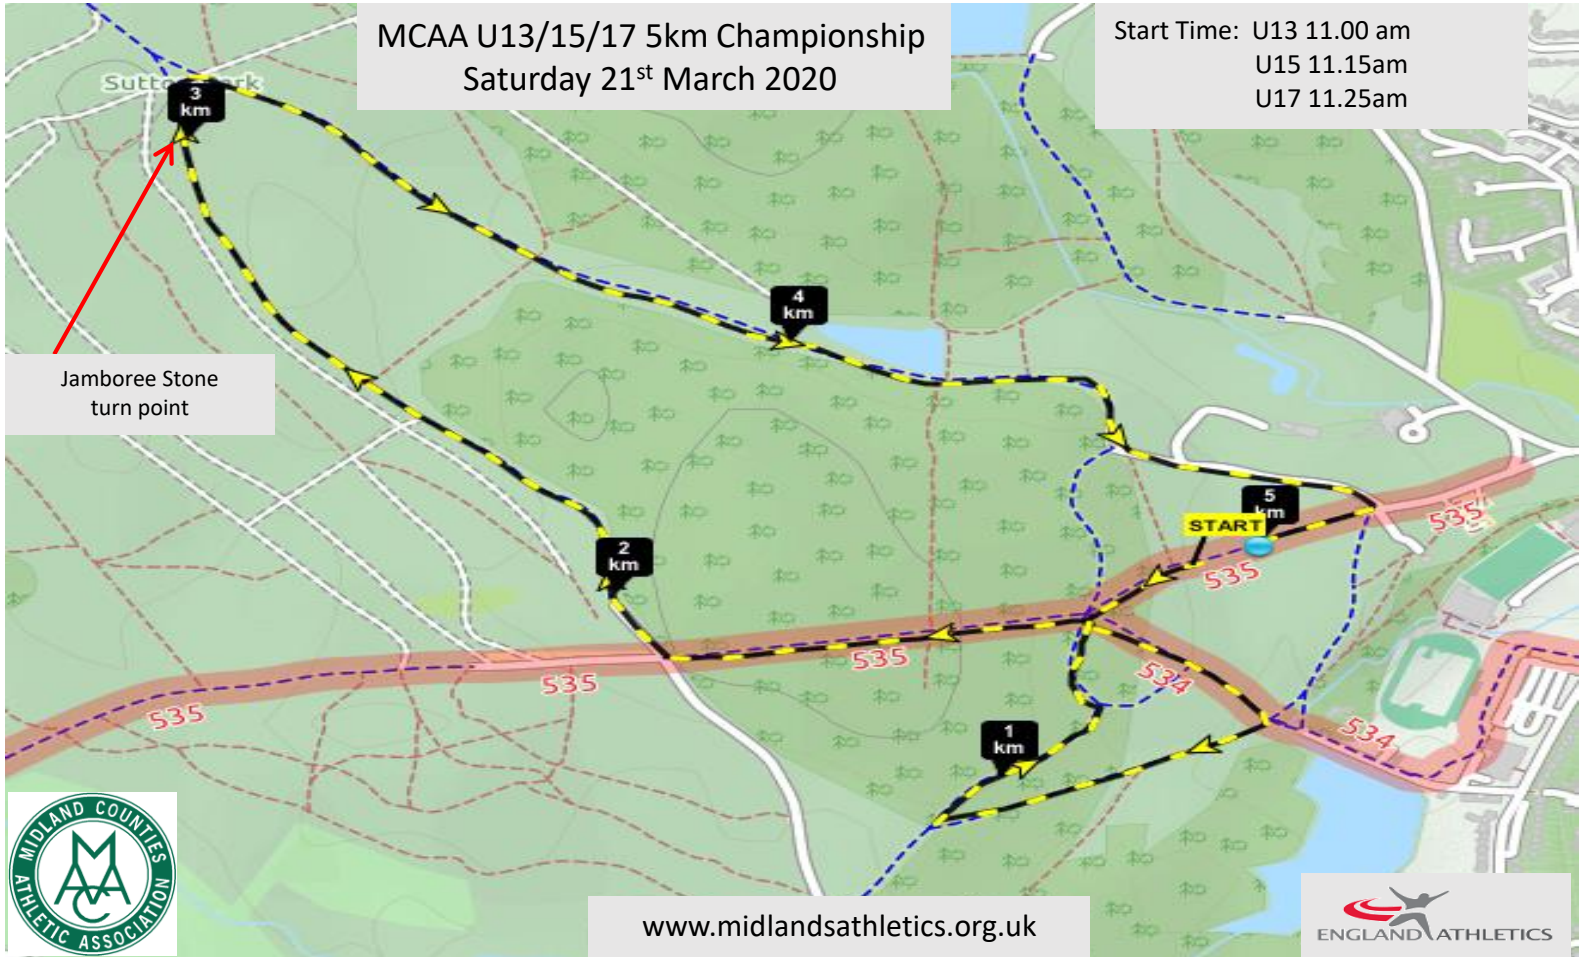 MCAA U13/15/17 5km Championship
Saturday 21st March 2020
Start Time: U13 11.00 am
U15 11.15am
U17 11.25am
3
km
4
km
Jamboree Stone
turn point
5
km
START
535
535
2
km
535
535
534
535
1
km
534
MIDLAND COUNTIES
ATHLETIC ASSOCIATION
MCAA
www.midlandsathletics.org.uk
ENGLAND ATHLETICS